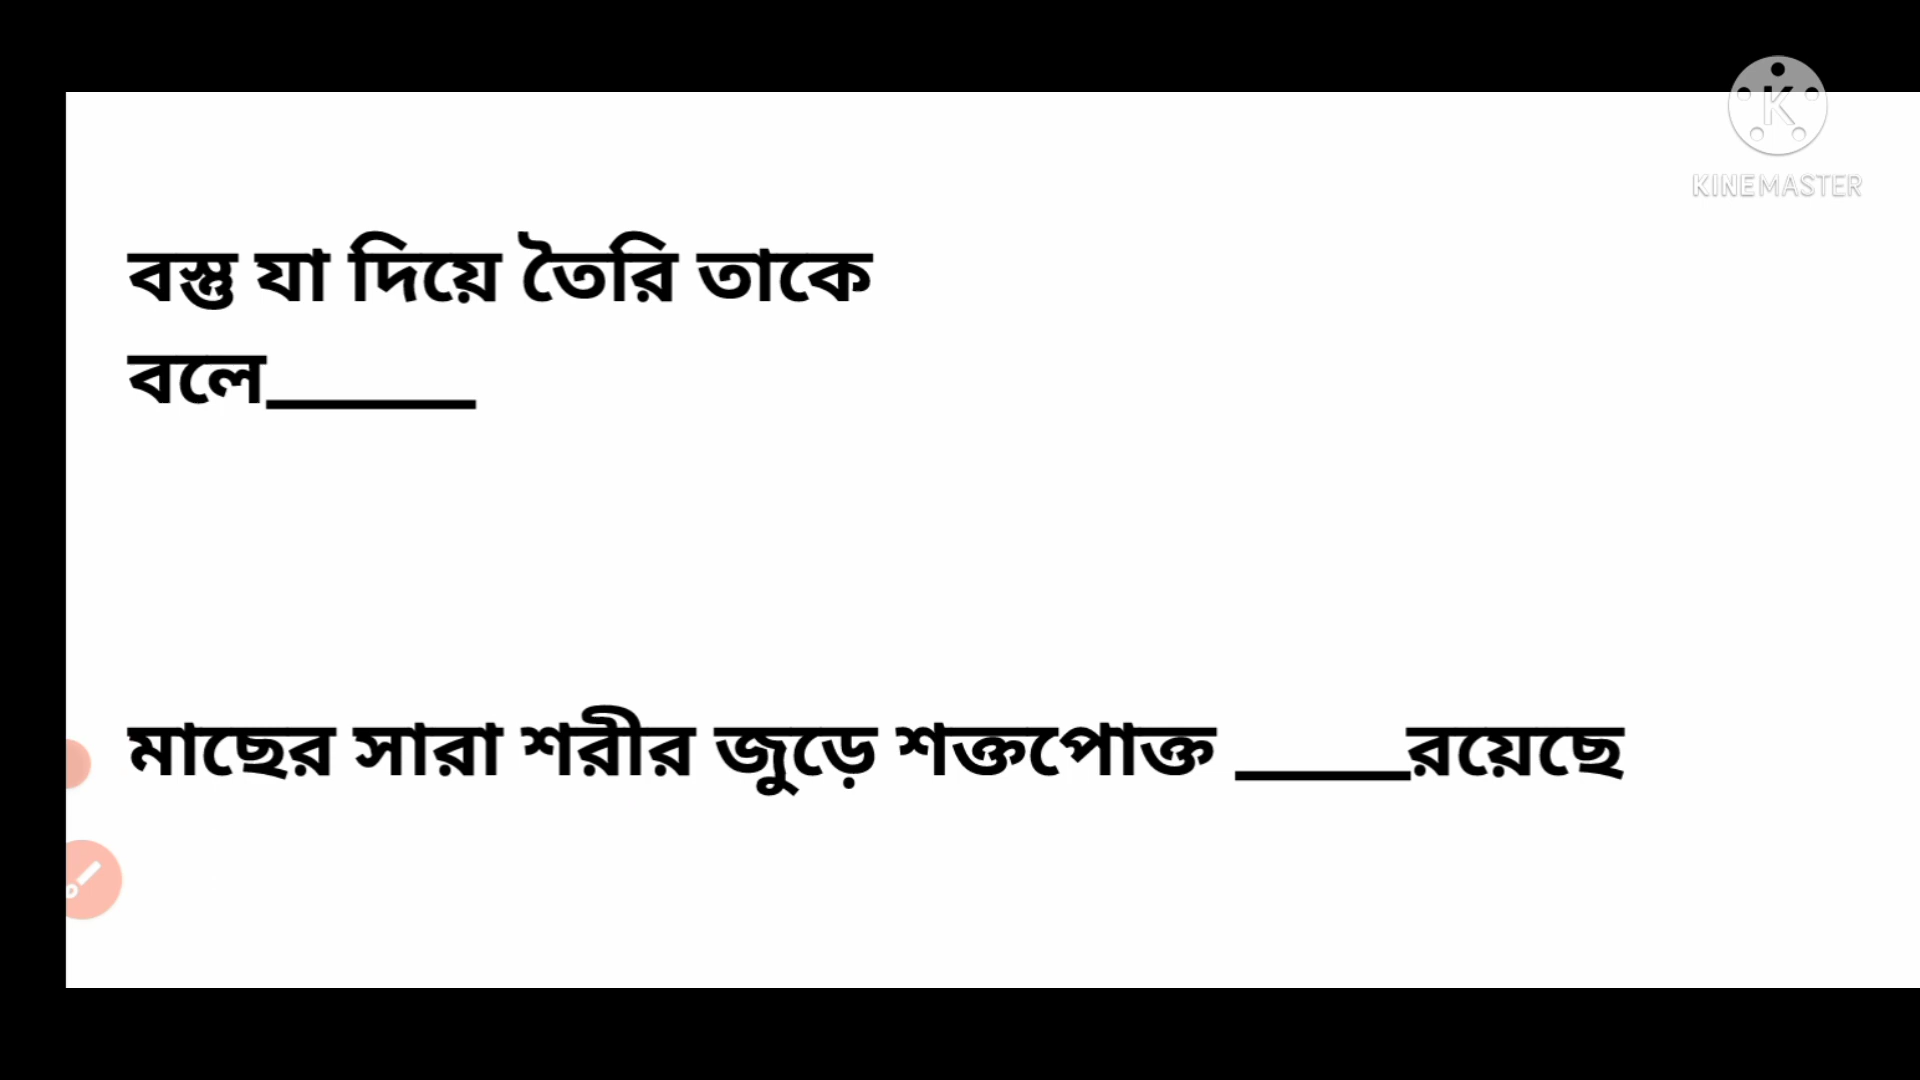 KINEMASTER
বস্তু যা দিয়ে তৈরি তাকে
বলে______
মাছের সারা শরীর জুড়ে শক্তপোক্ত _____রয়েছে